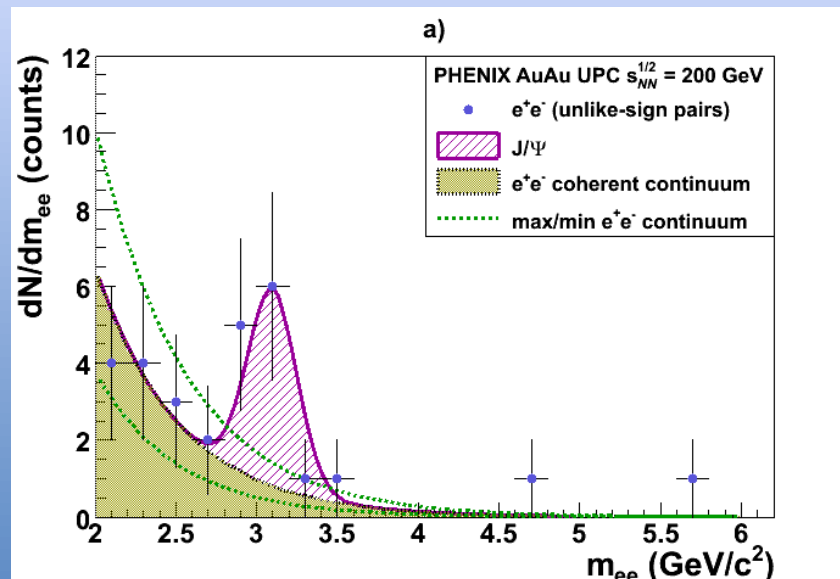 a)
dN/dm_ee (counts)
12
10
8
6
4
2
0
PHENIX AuAu UPC s_NN^1/2 = 200 GeV
e⁺e⁻ (unlike-sign pairs)
J/Ψ
e⁺e⁻ coherent continuum
max/min e⁺e⁻ continuum
2 2.5 3 3.5 4 4.5 5 5.5 6
m_ee (GeV/c²)